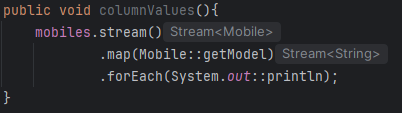 public void columnValues(){
    mobiles.stream() Stream<Mobile>
            .map(Mobile::getModel) Stream<String>
            .forEach(System.out::println);
}